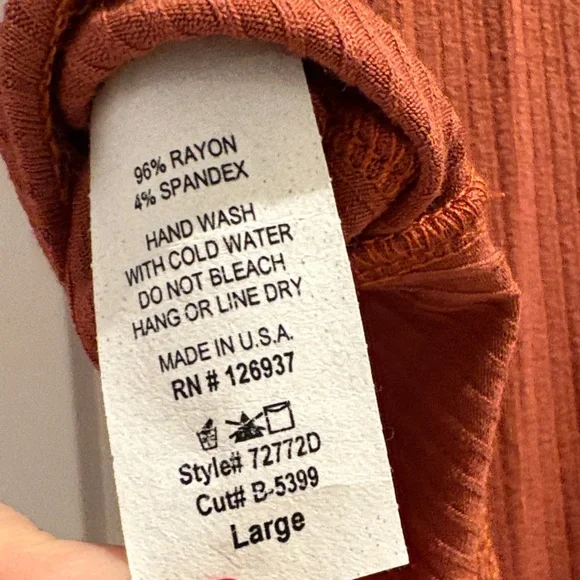 96% RAYON
4% SPANDEX
HAND WASH
WITH COLD WATER
DO NOT BLEACH
HANG OR LINE DRY
MADE IN U.S.A.
RN # 126937
Style# 72772D
Cut# B-5399
Large